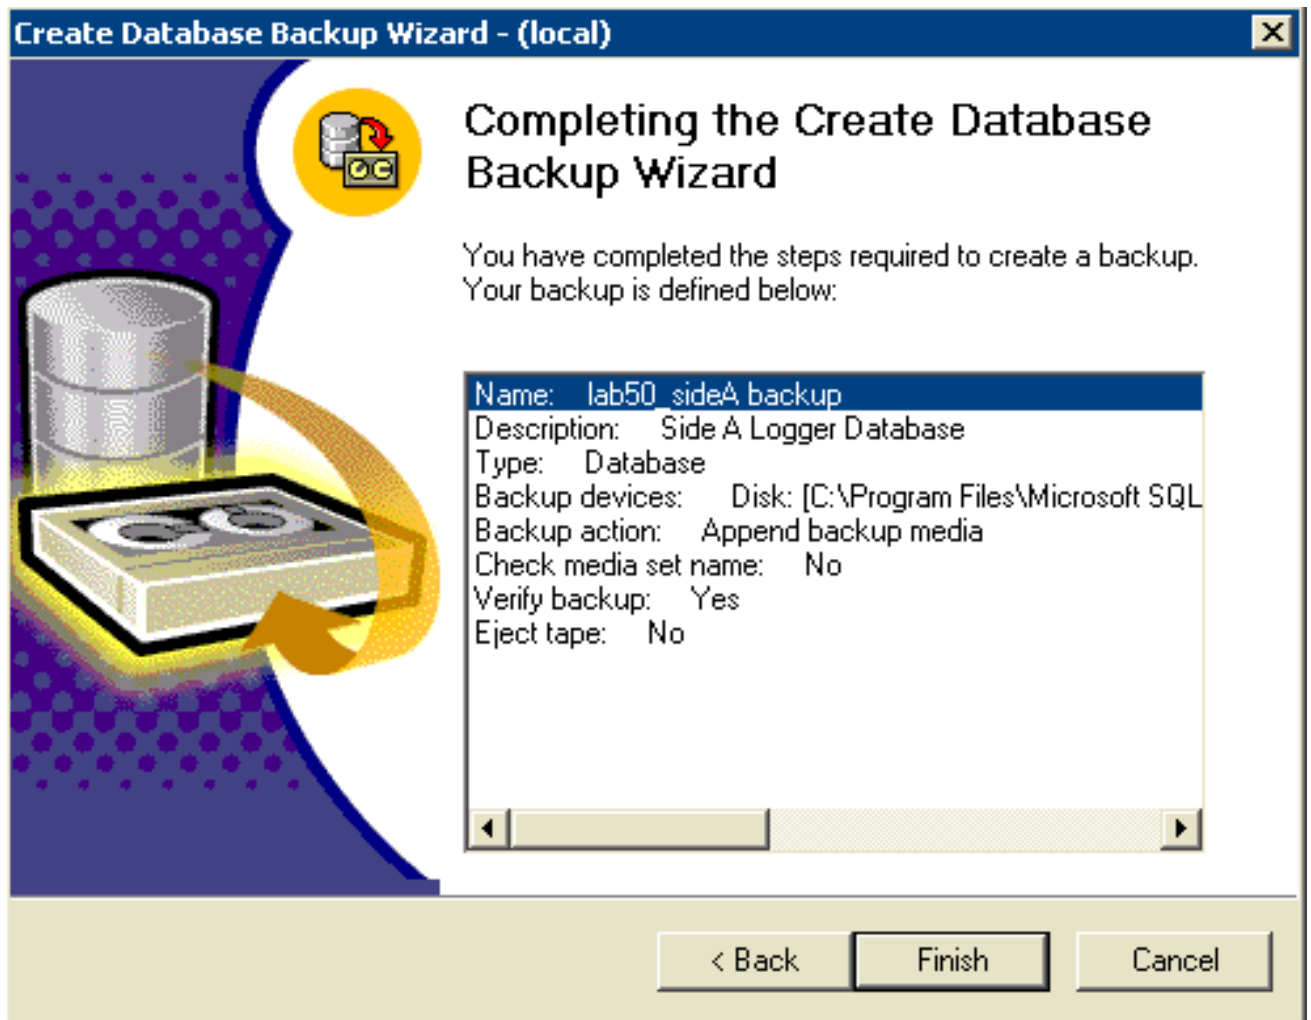 Create Database Backup Wizard - (local)
Completing the Create Database
Backup Wizard
You have completed the steps required to create a backup.
Your backup is defined below:
Name: lab50_sideA backup
Description: Side A Logger Database
Type: Database
Backup devices: Disk: [C:\Program Files\Microsoft SQL
Backup action: Append backup media
Check media set name: No
Verify backup: Yes
Eject tape: No
< Back
Finish
Cancel